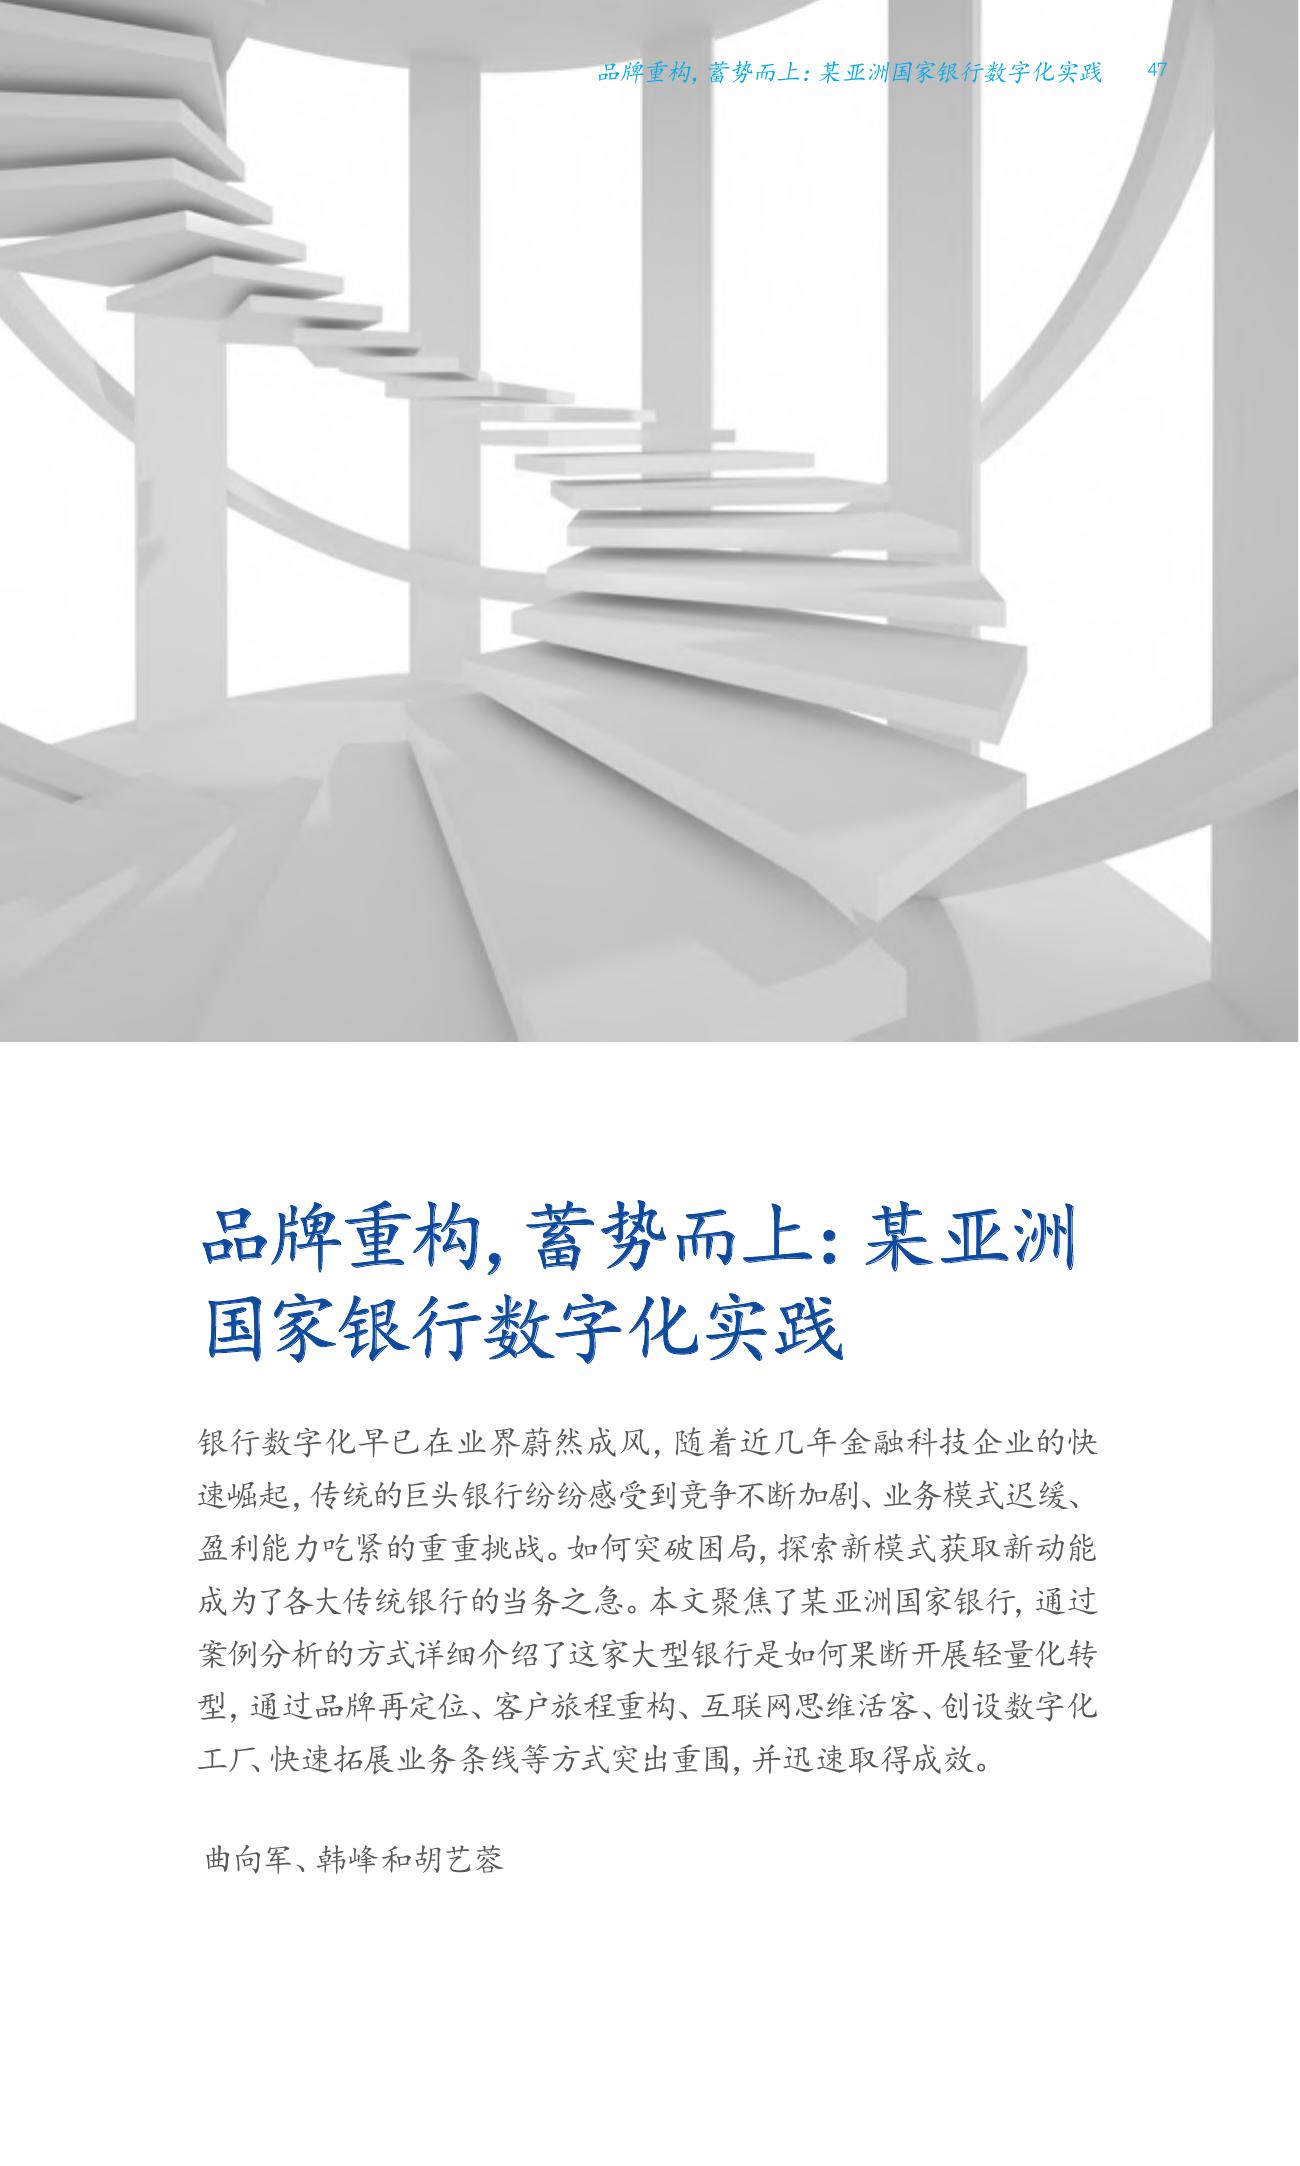 品牌重构，蓄势而上：某亚洲国家银行数字化实践 47
品牌重构，蓄势而上：某亚洲
国家银行数字化实践
银行数字化早已在业界蔚然成风，随着近几年金融科技企业的快
速崛起，传统的巨头银行纷纷感受到竞争不断加剧、业务模式迟缓、
盈利能力吃紧的重重挑战。如何突破困局，探索新模式获取新动能
成为了各大传统银行的当务之急。本文聚焦了某亚洲国家银行，通过
案例分析的方式详细介绍了这家大型银行是如何果断开展轻量化转
型，通过品牌再定位、客户旅程重构、互联网思维活客、创设数字化
工厂、快速拓展业务条线等方式突出重围，并迅速取得成效。
曲向军、韩峰和胡艺蓉